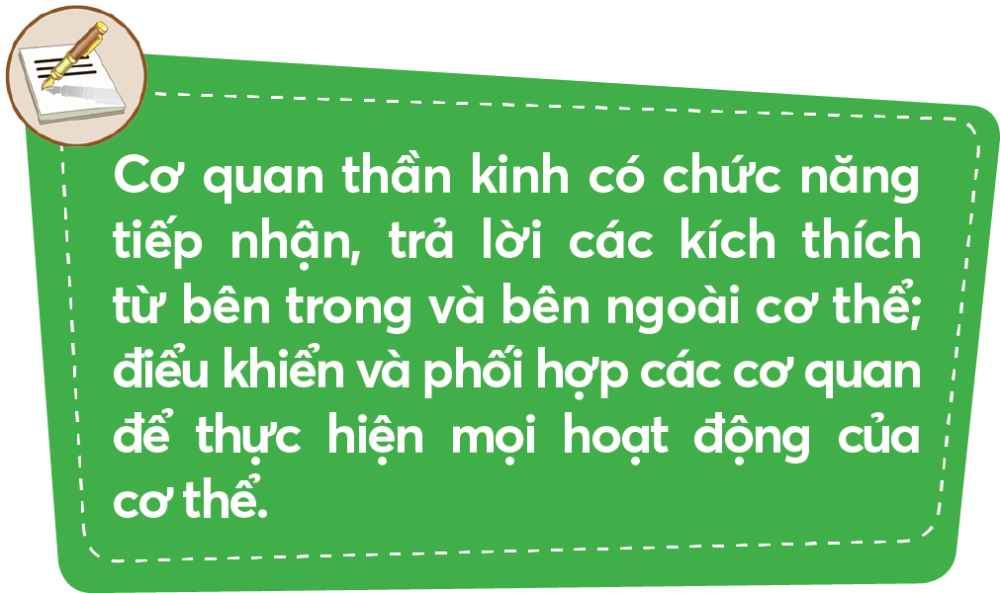 Cơ quan thần kinh có chức năng
tiếp nhận, trả lời các kích thích
từ bên trong và bên ngoài cơ thể;
điểu khiển và phối hợp các cơ quan
để thực hiện mọi hoạt động của
cơ thể.